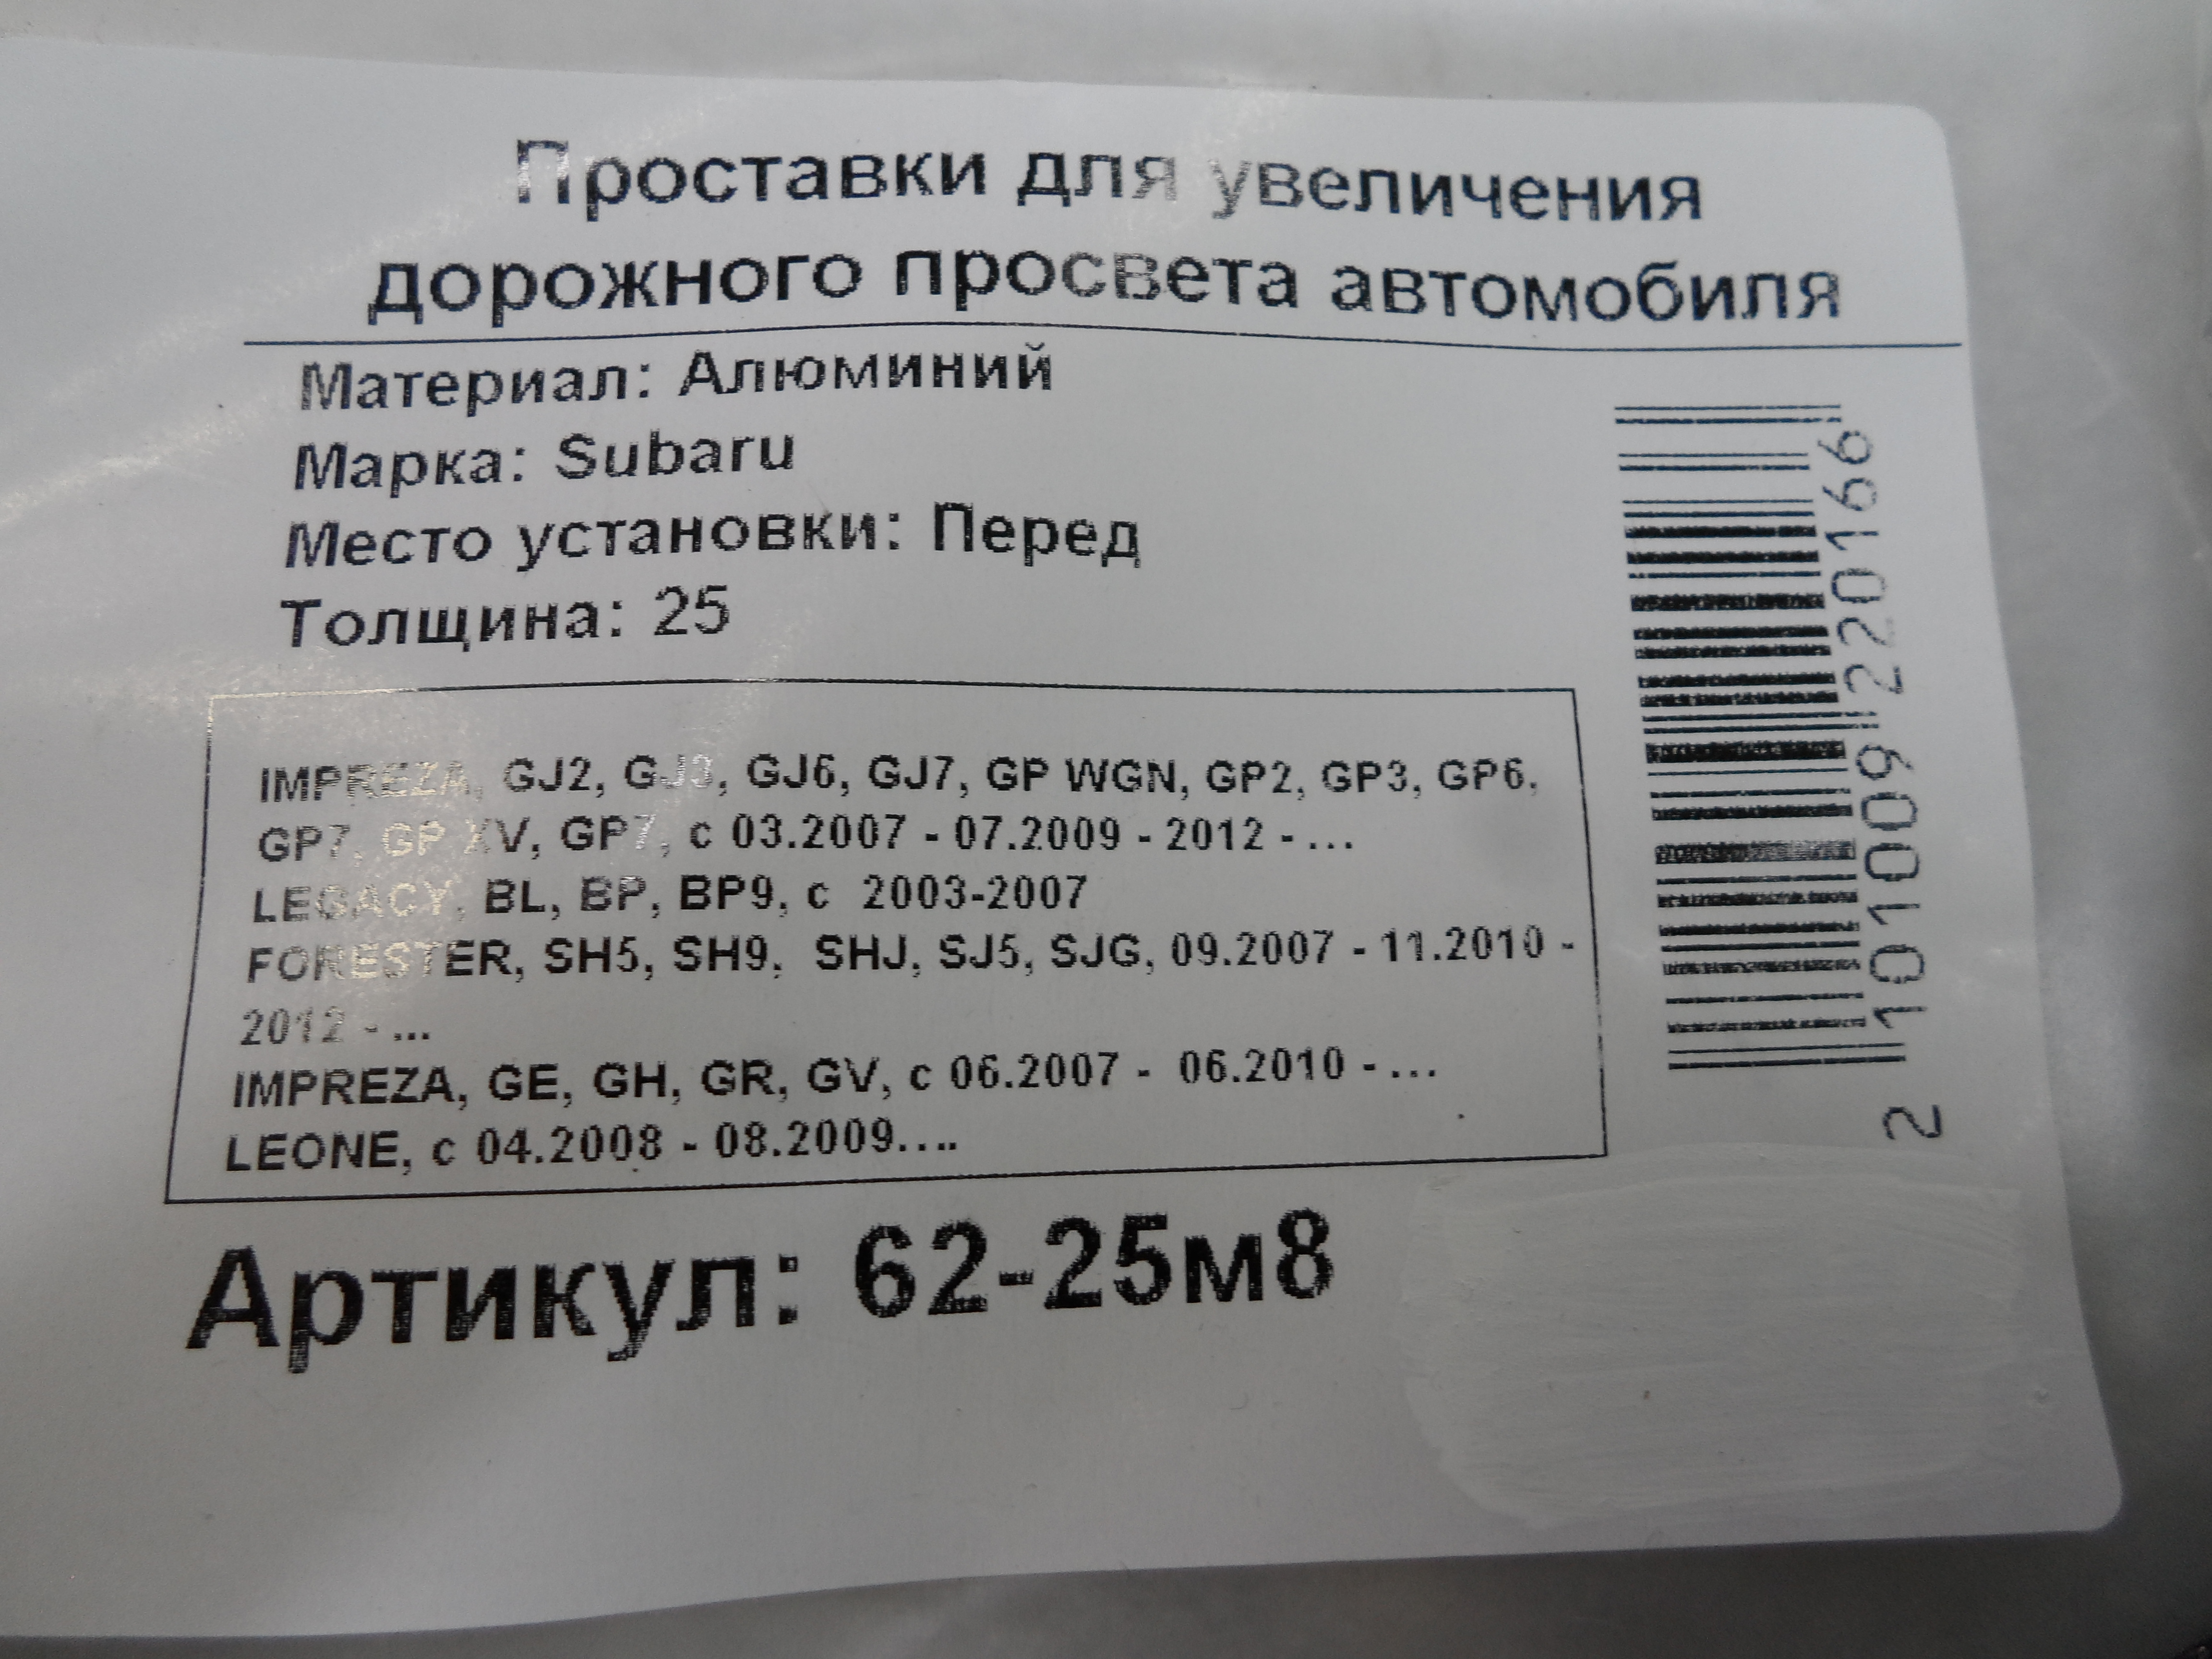 Проставки для увеличения
дорожного просвета автомобиля
Материал: Алюминий
Марка: Subaru
Место установки: Перед
Толщина: 25
IMPREZA, GJ2, GJ3, GJ6, GJ7, GP WGN, GP2, GP3, GP6,
GP7, GP XV, GP7, с 03.2007 - 07.2009 - 2012 - ...
LEGACY, BL, BP, BP9, с 2003-2007
FORESTER, SH5, SH9, SHJ, SJ5, SJG, 09.2007 - 11.2010 -
2012 - ...
IMPREZA, GE, GH, GR, GV, с 06.2007 - 06.2010 - ...
LEONE, с 04.2008 - 08.2009....
Артикул: 62-25м8
2 101009 220166